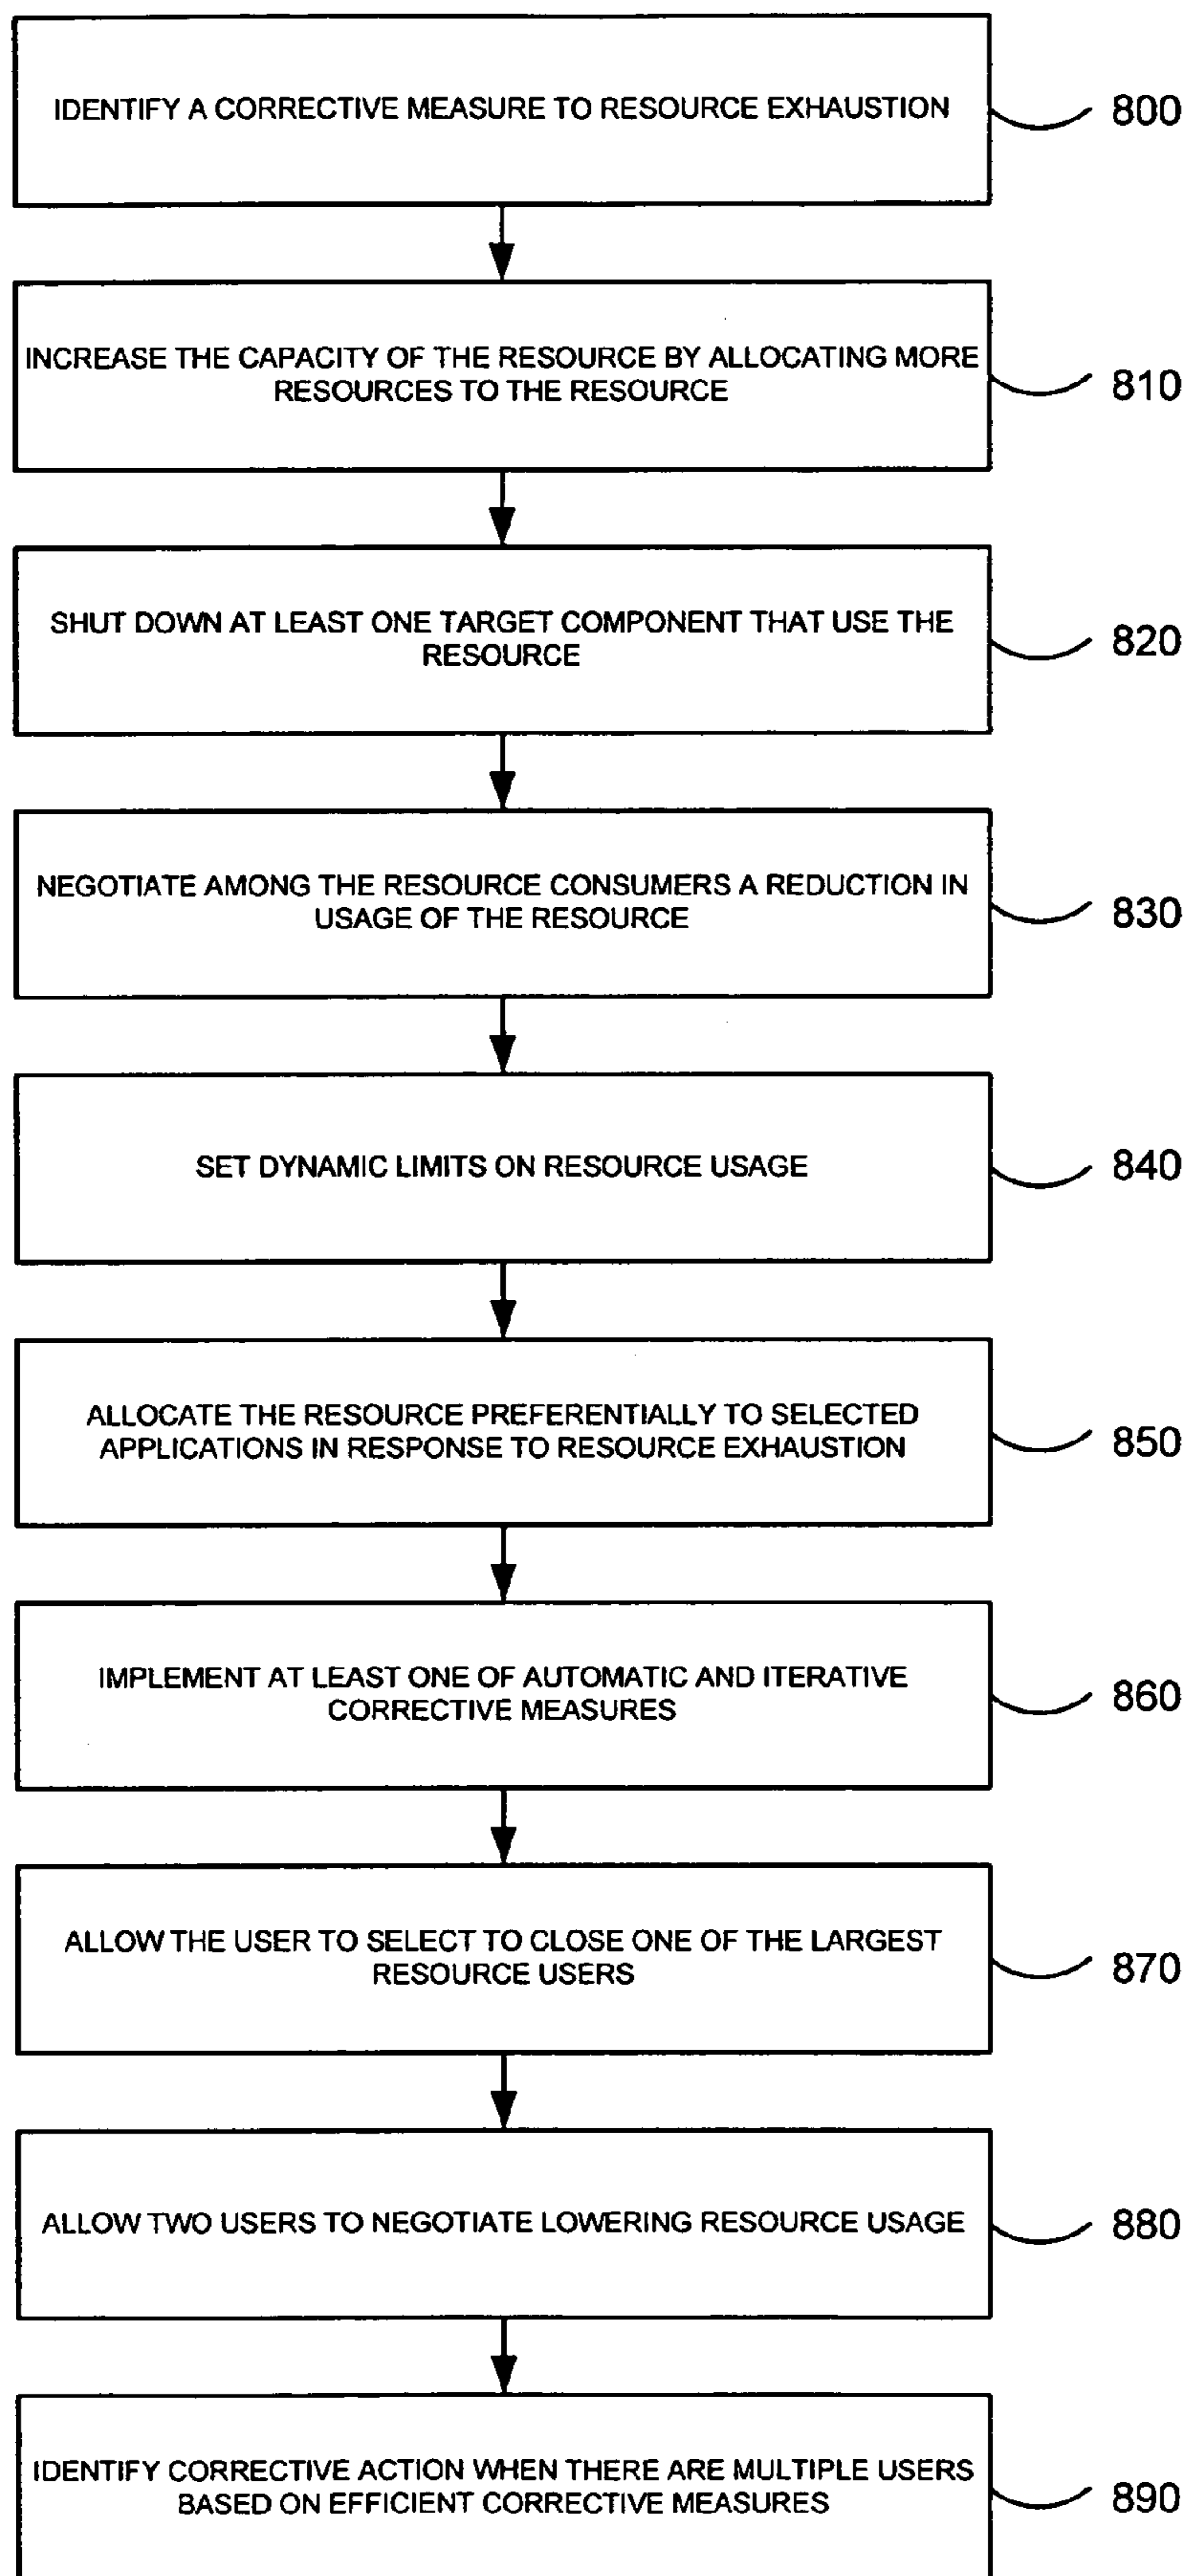 IDENTIFY A CORRECTIVE MEASURE TO RESOURCE EXHAUSTION
800
INCREASE THE CAPACITY OF THE RESOURCE BY ALLOCATING MORE
RESOURCES TO THE RESOURCE
810
SHUT DOWN AT LEAST ONE TARGET COMPONENT THAT USE THE
RESOURCE
820
NEGOTIATE AMONG THE RESOURCE CONSUMERS A REDUCTION IN
USAGE OF THE RESOURCE
830
SET DYNAMIC LIMITS ON RESOURCE USAGE
840
ALLOCATE THE RESOURCE PREFERENTIALLY TO SELECTED
APPLICATIONS IN RESPONSE TO RESOURCE EXHAUSTION
850
IMPLEMENT AT LEAST ONE OF AUTOMATIC AND ITERATIVE
CORRECTIVE MEASURES
860
ALLOW THE USER TO SELECT TO CLOSE ONE OF THE LARGEST
RESOURCE USERS
870
ALLOW TWO USERS TO NEGOTIATE LOWERING RESOURCE USAGE
880
IDENTIFY CORRECTIVE ACTION WHEN THERE ARE MULTIPLE USERS
BASED ON EFFICIENT CORRECTIVE MEASURES
890